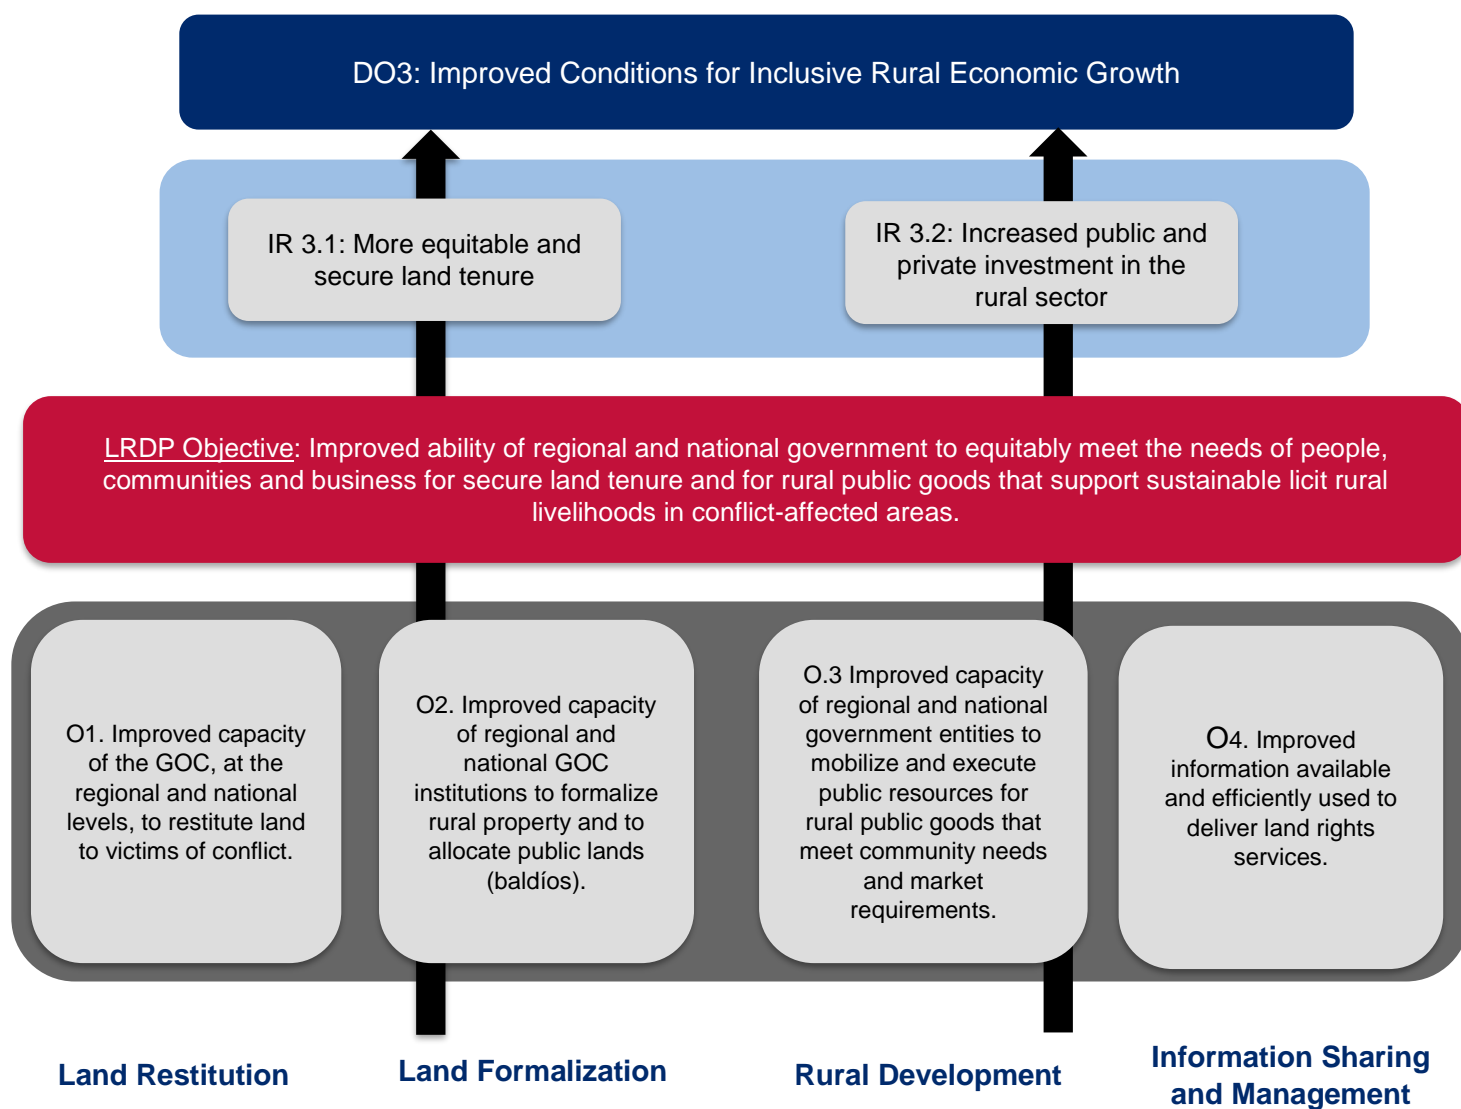 DO3: Improved Conditions for Inclusive Rural Economic Growth
IR 3.1: More equitable and
secure land tenure
IR 3.2: Increased public and
private investment in the
rural sector
LRDP Objective: Improved ability of regional and national government to equitably meet the needs of people,
communities and business for secure land tenure and for rural public goods that support sustainable licit rural
livelihoods in conflict-affected areas.
O1. Improved capacity
of the GOC, at the
regional and national
levels, to restitute land
to victims of conflict.
O2. Improved capacity
of regional and
national GOC
institutions to formalize
rural property and to
allocate public lands
(baldíos).
O.3 Improved capacity
of regional and national
government entities to
mobilize and execute
public resources for
rural public goods that
meet community needs
and market
requirements.
O4. Improved
information available
and efficiently used to
deliver land rights
services.
Land Restitution
Land Formalization
Rural Development
Information Sharing
and Management